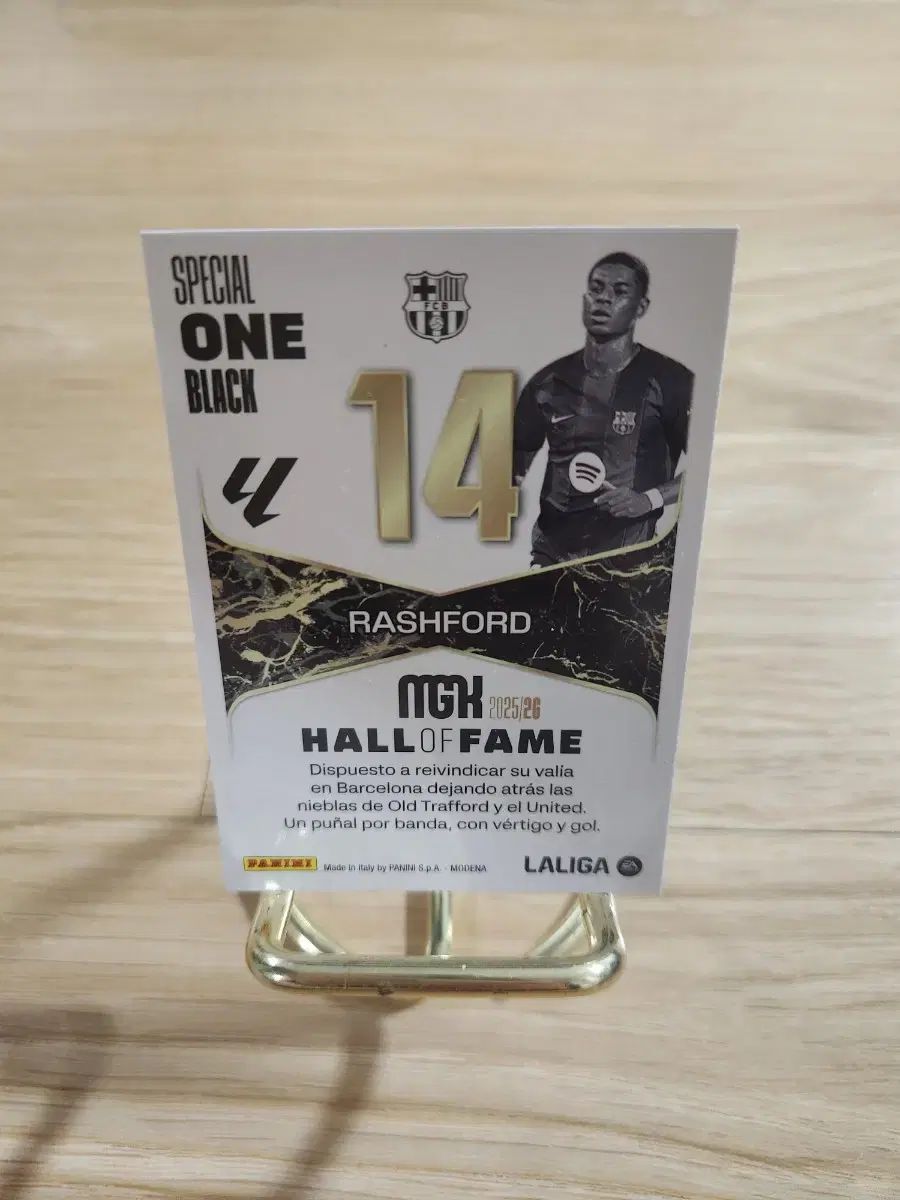 SPECIAL
ONE
BLACK
FCB
14
RASHFORD
MGK 2025/26
HALL OF FAME
Dispuesto a reivindicar su valía
en Barcelona dejando atrás las
nieblas de Old Trafford y el United.
Un puñal por banda, con vértigo y gol.
PANINI Made in Italy by PANINI S.p.A. - MODENA
LALIGA